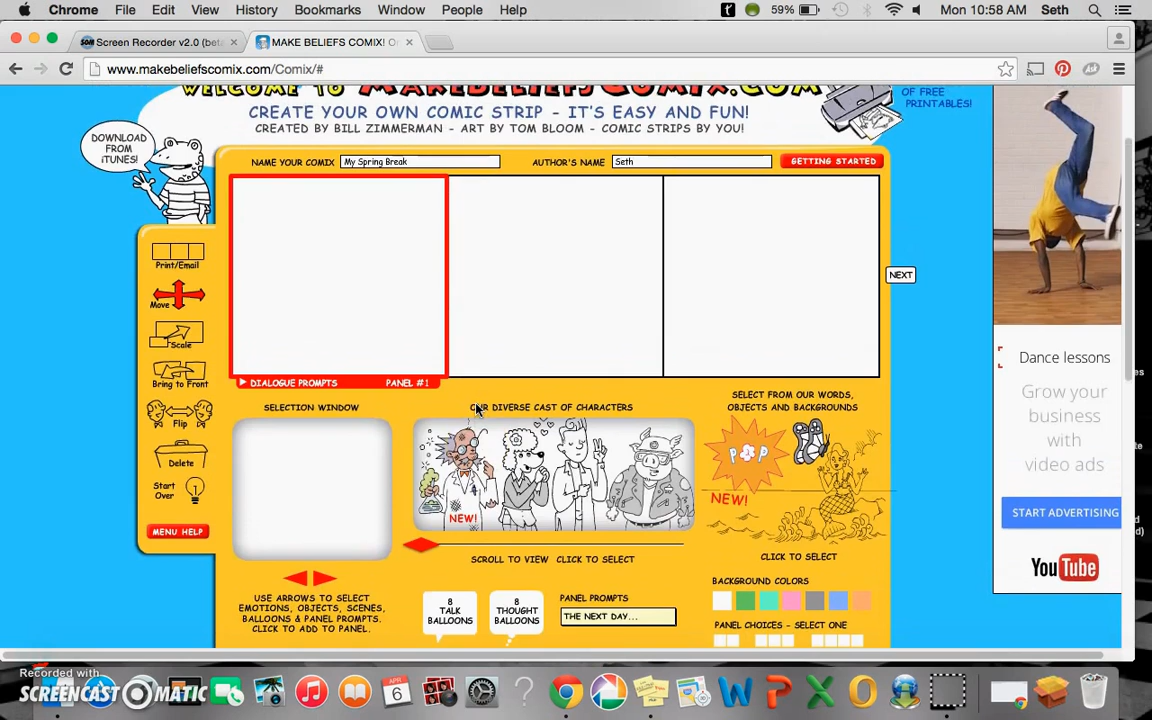 Chrome File Edit View History Bookmarks Window People Help 59% Mon 10:58 AM Seth
Screen Recorder v2.0 (beta MAKE BELIEFS COMIX! O
www.makebeliefscomix.com/Comix/#
WELCOME TO MAKEBELIEFSCOMIX.COM
OF FREE
PRINTABLES!
CREATE YOUR OWN COMIC STRIP - IT'S EASY AND FUN!
CREATED BY BILL ZIMMERMAN - ART BY TOM BLOOM - COMIC STRIPS BY YOU!
DOWNLOAD
FROM
iTUNES!
NAME YOUR COMIX My Spring Break AUTHOR'S NAME Seth GETTING STARTED
Print/Email
Move
Scale
Bring to Front
Flip
Delete
Start
Over
MENU HELP
NEXT
DIALOGUE PROMPTS PANEL #1
SELECTION WINDOW
OUR DIVERSE CAST OF CHARACTERS
SELECT FROM OUR WORDS,
OBJECTS AND BACKGROUNDS
NEW!
POP
NEW!
SCROLL TO VIEW CLICK TO SELECT
CLICK TO SELECT
USE ARROWS TO SELECT
EMOTIONS, OBJECTS, SCENES,
BALLOONS & PANEL PROMPTS.
CLICK TO ADD TO PANEL.
8
TALK
BALLOONS
8
THOUGHT
BALLOONS
PANEL PROMPTS
THE NEXT DAY...
BACKGROUND COLORS
PANEL CHOICES - SELECT ONE
Dance lessons
Grow your
business
with
video ads
START ADVERTISING
YouTube
Recorded with
SCREENCAST MATIC
APR
6